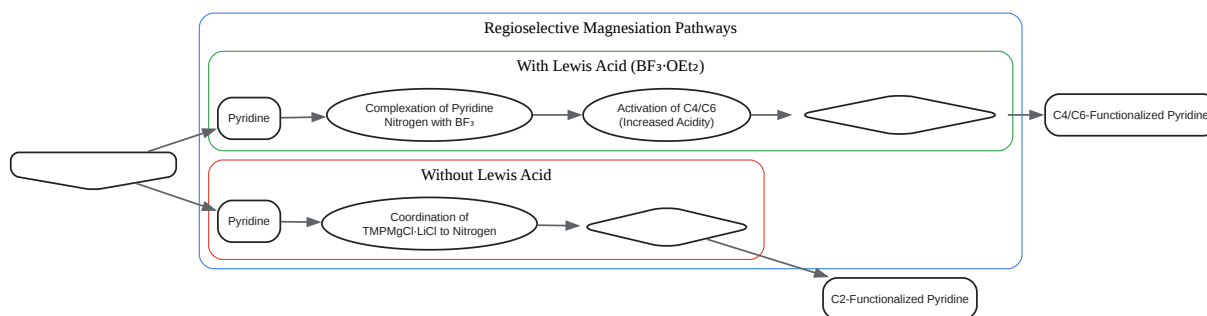 Regioselective Magnesiation Pathways
With Lewis Acid (BF₃·OEt₂)
Pyridine
Complexation of Pyridine
Nitrogen with BF₃
Activation of C4/C6
(Increased Acidity)
C4/C6-Functionalized Pyridine
Without Lewis Acid
Pyridine
Coordination of
TMPMgCl·LiCl to Nitrogen
C2-Functionalized Pyridine